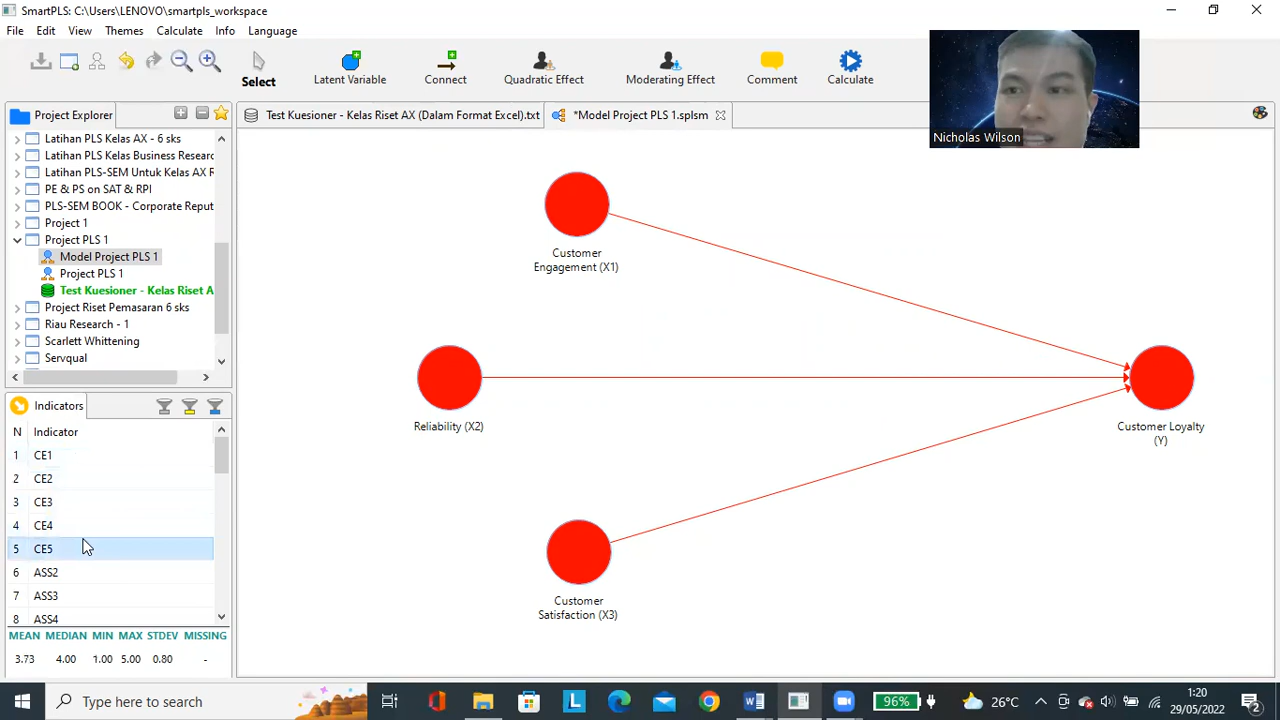 SmartPLS: C:\Users\LENOVO\smartpls_workspace
File Edit View Themes Calculate Info Language
Select
Latent Variable
Connect
Quadratic Effect
Moderating Effect
Comment
Calculate
Nicholas Wilson
Project Explorer
Test Kuesioner - Kelas Riset AX (Dalam Format Excel).txt
*Model Project PLS 1.splsm
Latihan PLS Kelas AX - 6 sks
Latihan PLS Kelas Business Researc
Latihan PLS-SEM Untuk Kelas AX R
PE & PS on SAT & RPI
PLS-SEM BOOK - Corporate Reput
Project 1
Project PLS 1
Model Project PLS 1
Project PLS 1
Test Kuesioner - Kelas Riset A
Project Riset Pemasaran 6 sks
Riau Research - 1
Scarlett Whittening
Servqual
Indicators
N Indicator
1 CE1
2 CE2
3 CE3
4 CE4
5 CE5
6 ASS2
7 ASS3
8 ASS4
MEAN MEDIAN MIN MAX STDEV MISSING
3.73 4.00 1.00 5.00 0.80 -
Customer
Engagement (X1)
Reliability (X2)
Customer
Satisfaction (X3)
Customer Loyalty
(Y)
Type here to search
96%
26°C
1:20
29/05/2022
2